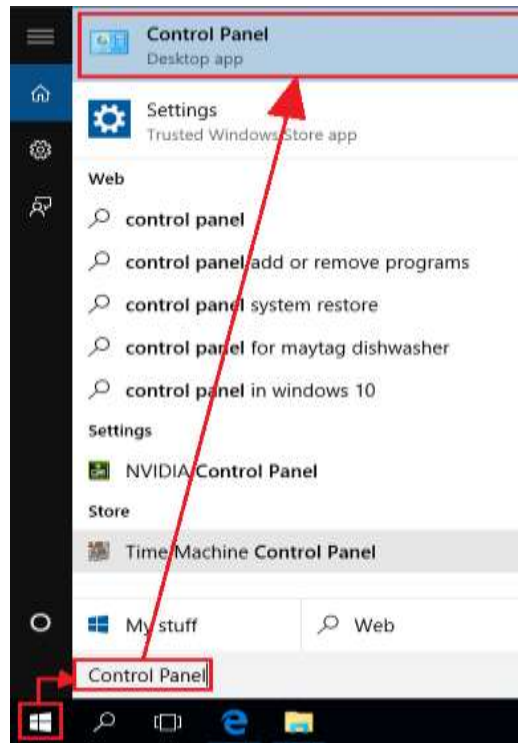 Control Panel
Desktop app
Settings
Trusted Windows Store app
Web
control panel
control panel add or remove programs
control panel system restore
control panel for maytag dishwasher
control panel in windows 10
Settings
NVIDIA Control Panel
Store
Time Machine Control Panel
My stuff
Web
Control Panel